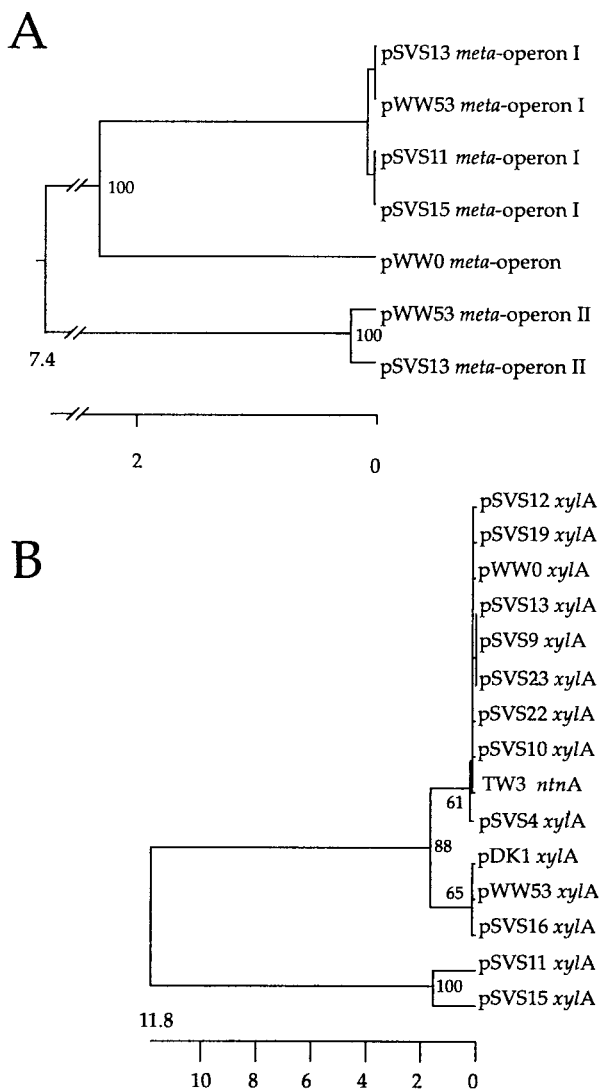 A
pSVS13 meta-operon I
pWW53 meta-operon I
pSVS11 meta-operon I
100
pSVS15 meta-operon I
pWW0 meta-operon
pWW53 meta-operon II
100
7.4
pSVS13 meta-operon II
2 0
B
pSVS12 xylA
pSVS19 xylA
pWW0 xylA
pSVS13 xylA
pSVS9 xylA
pSVS23 xylA
pSVS22 xylA
pSVS10 xylA
TW3 ntnA
61
pSVS4 xylA
88
pDK1 xylA
65
pWW53 xylA
pSVS16 xylA
pSVS11 xylA
100
pSVS15 xylA
11.8
10 8 6 4 2 0